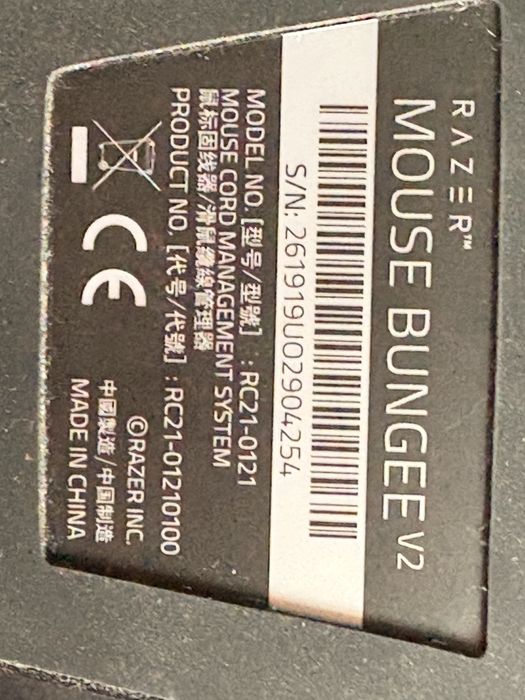 RAZER™
MOUSE BUNGEE V2
S/N: 261919U02904254
MODEL NO. [型号/型號] : RC21-0121
MOUSE CORD MANAGEMENT SYSTEM
鼠标固线器/滑鼠纜線管理器
PRODUCT NO. [代号/代號] : RC21-01210100
©RAZER INC.
中國製造/中国制造
MADE IN CHINA
CE